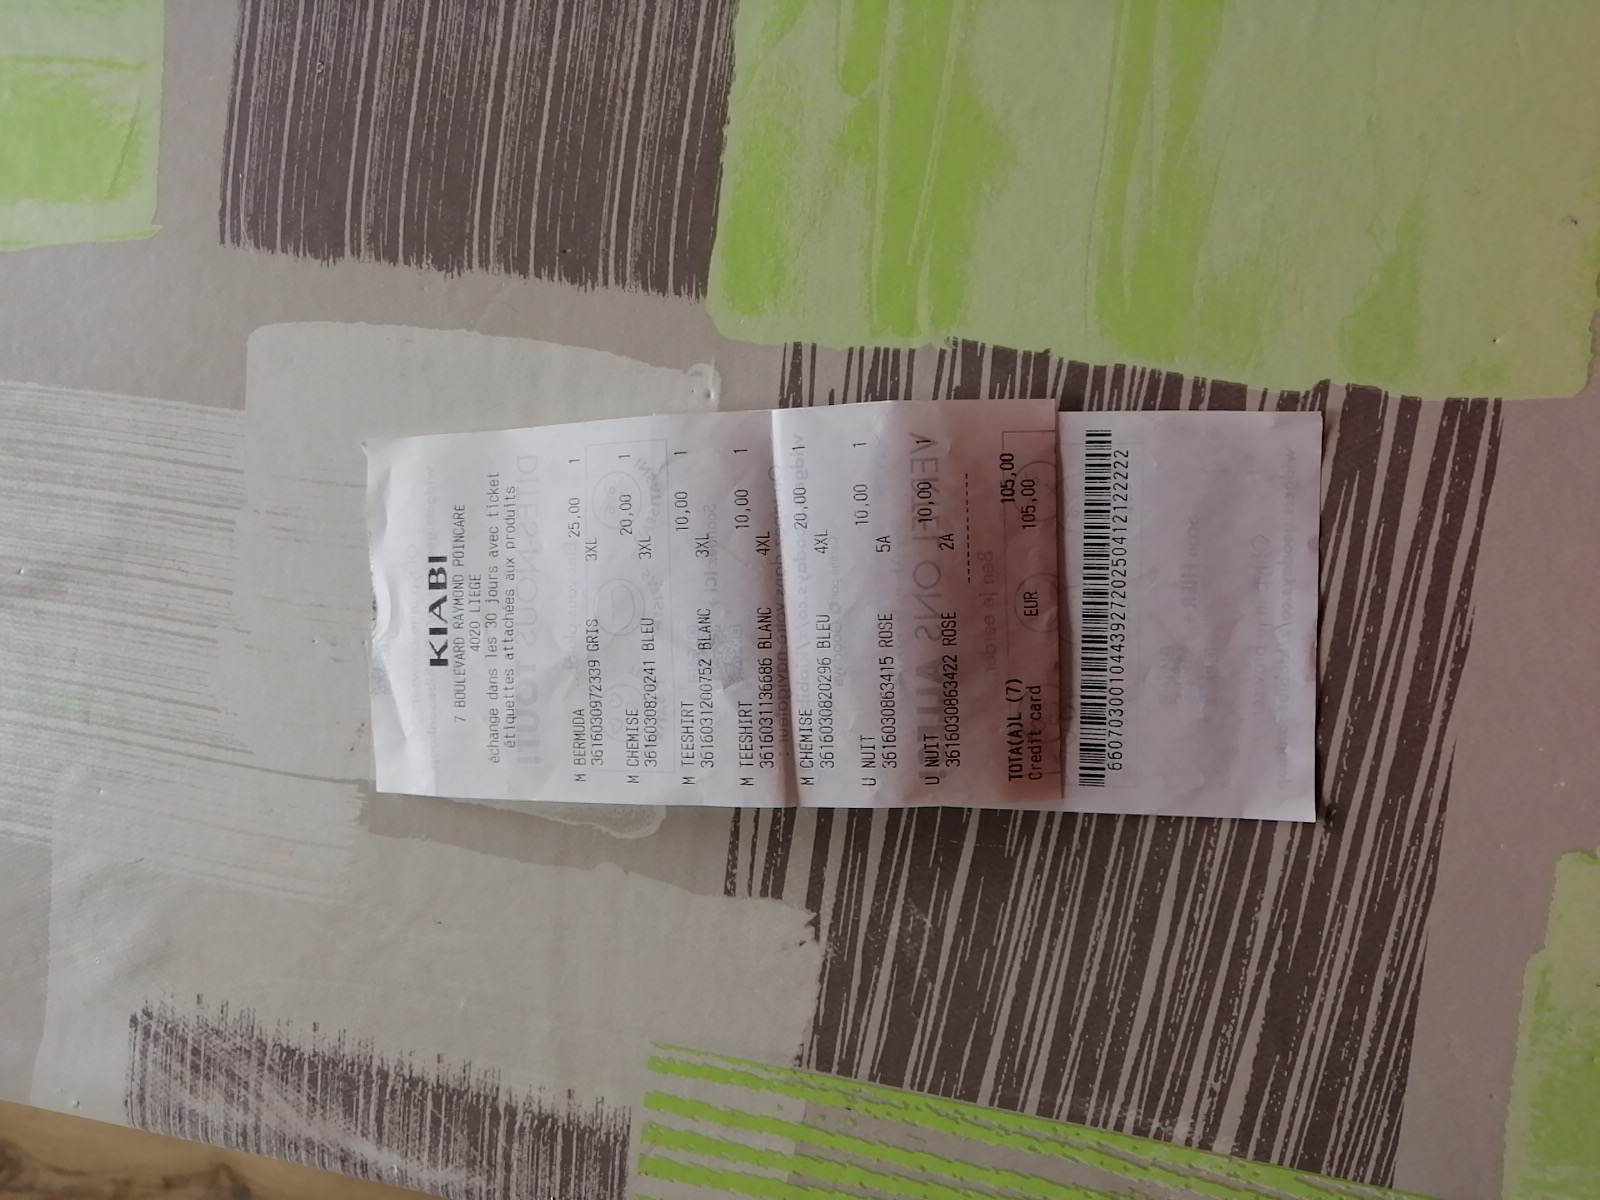 KIABI
7 BOULEVARD RAYMOND POINCARE
4020 LIEGE
échange dans les 30 jours avec ticket
étiquettes attachées aux produits
M BERMUDA 25,00 1
3616030972339 GRIS 3XL
M CHEMISE 20,00 1
3616030820241 BLEU 3XL
M TEESHIRT 10,00 1
3616031200752 BLANC 3XL
M TEESHIRT 10,00 1
3616031136686 BLANC 4XL
M CHEMISE 20,00 1
3616030820296 BLEU 4XL
U NUIT 10,00 1
3616030863415 ROSE 5A
U NUIT 10,00 1
3616030863422 ROSE 2A
--------------
TOTA(A)L (7) 105,00
Credit card EUR 105,00
660703001044392720250412122222